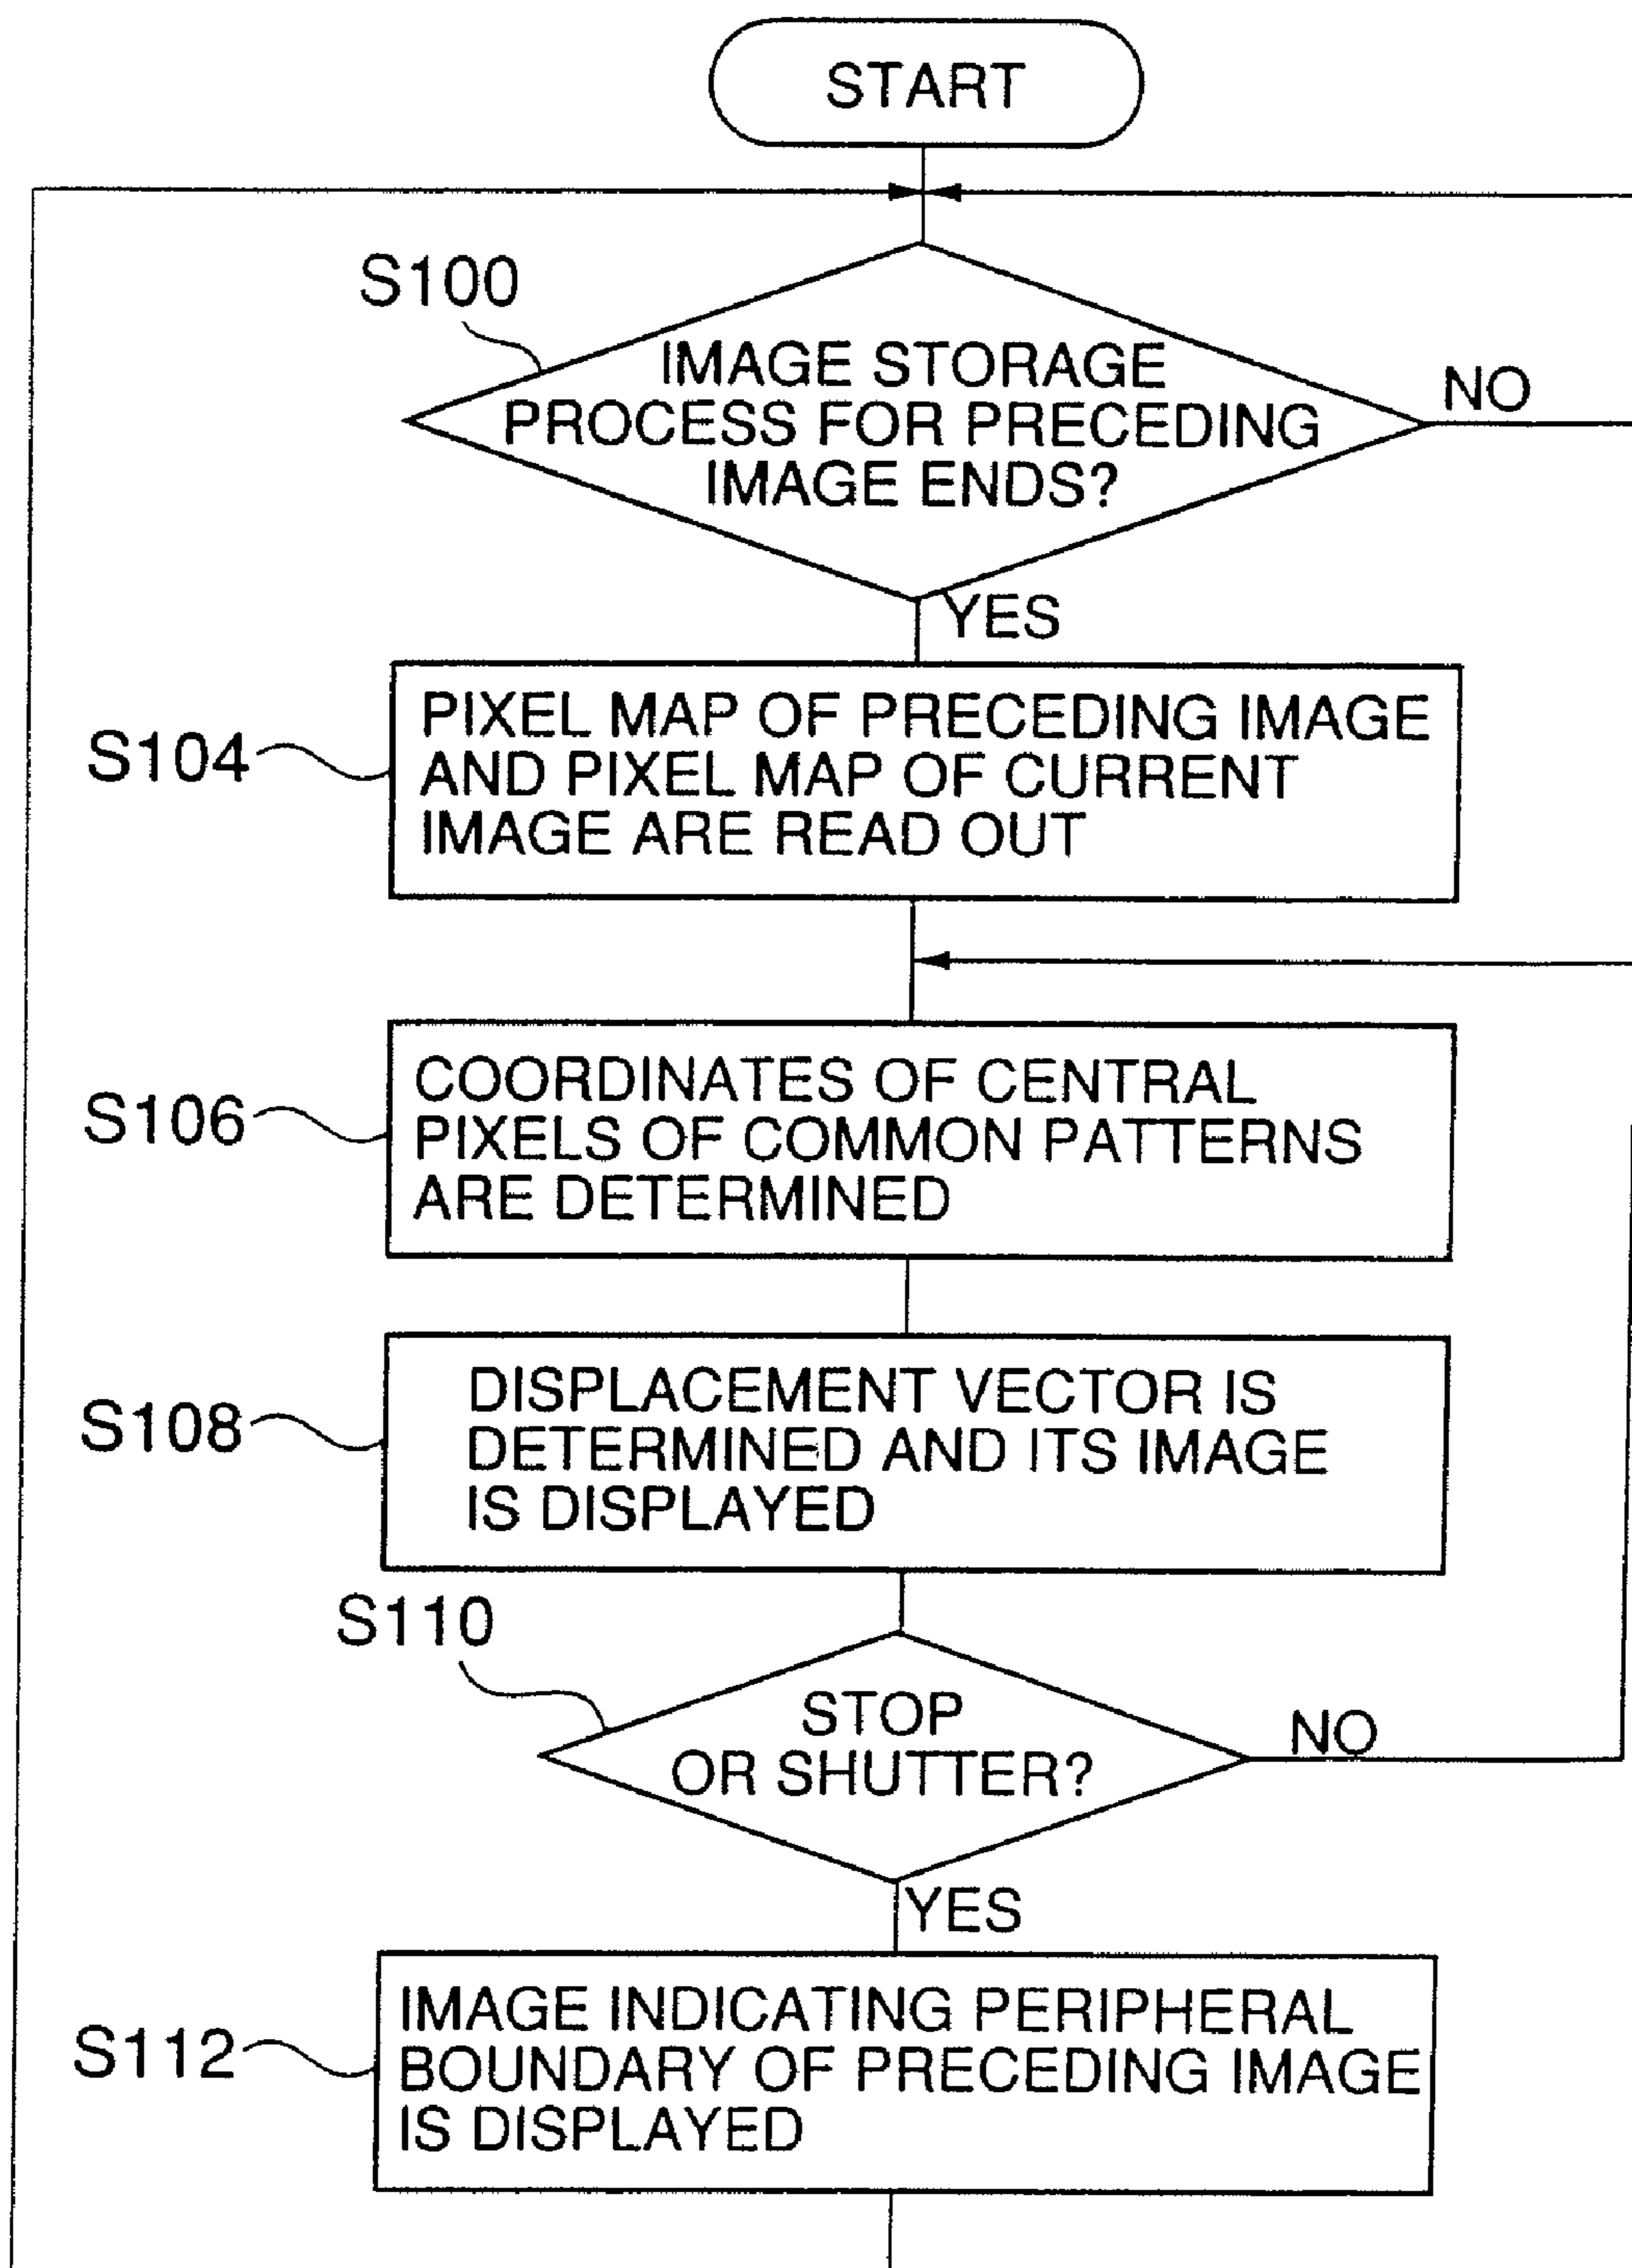 START
S100
IMAGE STORAGE
PROCESS FOR PRECEDING
IMAGE ENDS?
NO
YES
S104
PIXEL MAP OF PRECEDING IMAGE
AND PIXEL MAP OF CURRENT
IMAGE ARE READ OUT
S106
COORDINATES OF CENTRAL
PIXELS OF COMMON PATTERNS
ARE DETERMINED
S108
DISPLACEMENT VECTOR IS
DETERMINED AND ITS IMAGE
IS DISPLAYED
S110
STOP
OR SHUTTER?
NO
YES
S112
IMAGE INDICATING PERIPHERAL
BOUNDARY OF PRECEDING IMAGE
IS DISPLAYED